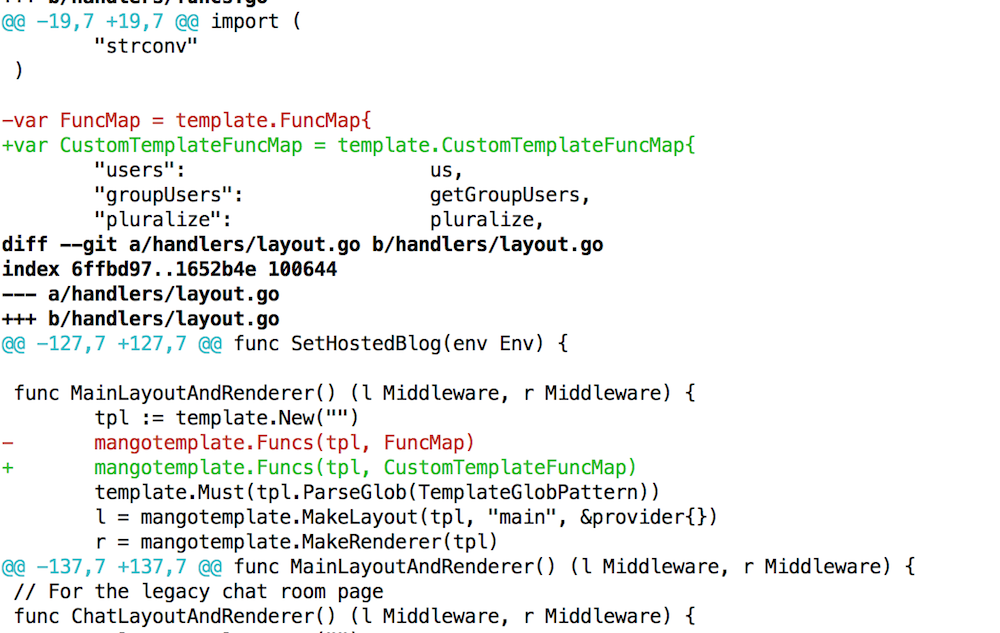 +++ b/handlers/funcs.go
@@ -19,7 +19,7 @@ import (
        "strconv"
 )

-var FuncMap = template.FuncMap{
+var CustomTemplateFuncMap = template.CustomTemplateFuncMap{
        "users":                     us,
        "groupUsers":                getGroupUsers,
        "pluralize":                 pluralize,
diff --git a/handlers/layout.go b/handlers/layout.go
index 6ffbd97..1652b4e 100644
--- a/handlers/layout.go
+++ b/handlers/layout.go
@@ -127,7 +127,7 @@ func SetHostedBlog(env Env) {

 func MainLayoutAndRenderer() (l Middleware, r Middleware) {
        tpl := template.New("")
-       mangotemplate.Funcs(tpl, FuncMap)
+       mangotemplate.Funcs(tpl, CustomTemplateFuncMap)
        template.Must(tpl.ParseGlob(TemplateGlobPattern))
        l = mangotemplate.MakeLayout(tpl, "main", &provider{})
        r = mangotemplate.MakeRenderer(tpl)
@@ -137,7 +137,7 @@ func MainLayoutAndRenderer() (l Middleware, r Middleware) {
 // For the legacy chat room page
 func ChatLayoutAndRenderer() (l Middleware, r Middleware) {